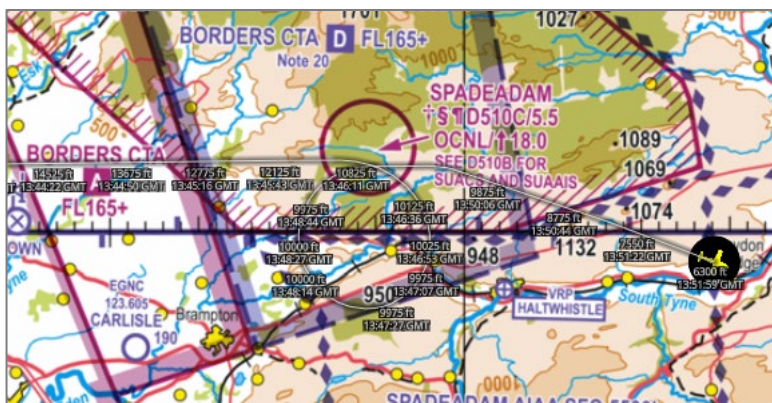 1027
BORDERS CTA D FL165+
Note 20
1000
500
SPADEADAM
†§¶D510C/5.5
OCNL/↑18.0
SEE D510B FOR
SUACS AND SUAAIS
1089
1069
1074
500
BORDERS CTA
A
FL165+
14525 ft
13:44:22 GMT
13675 ft
13:44:50 GMT
12775 ft
13:45:16 GMT
12125 ft
13:45:43 GMT
10825 ft
13:46:11 GMT
10125 ft
13:46:36 GMT
10025 ft
13:46:53 GMT
9975 ft
13:47:07 GMT
9975 ft
13:47:27 GMT
10000 ft
13:48:14 GMT
10000 ft
13:48:27 GMT
9975 ft
13:48:44 GMT
9875 ft
13:50:06 GMT
8775 ft
13:50:44 GMT
7550 ft
13:51:22 GMT
6300 ft
13:51:59 GMT
OWN
EGNC
123.605
CARLISLE
190
Brampton
950
948
1132
VRP
HALTWHISTLE
South Tyne
Esk
1000